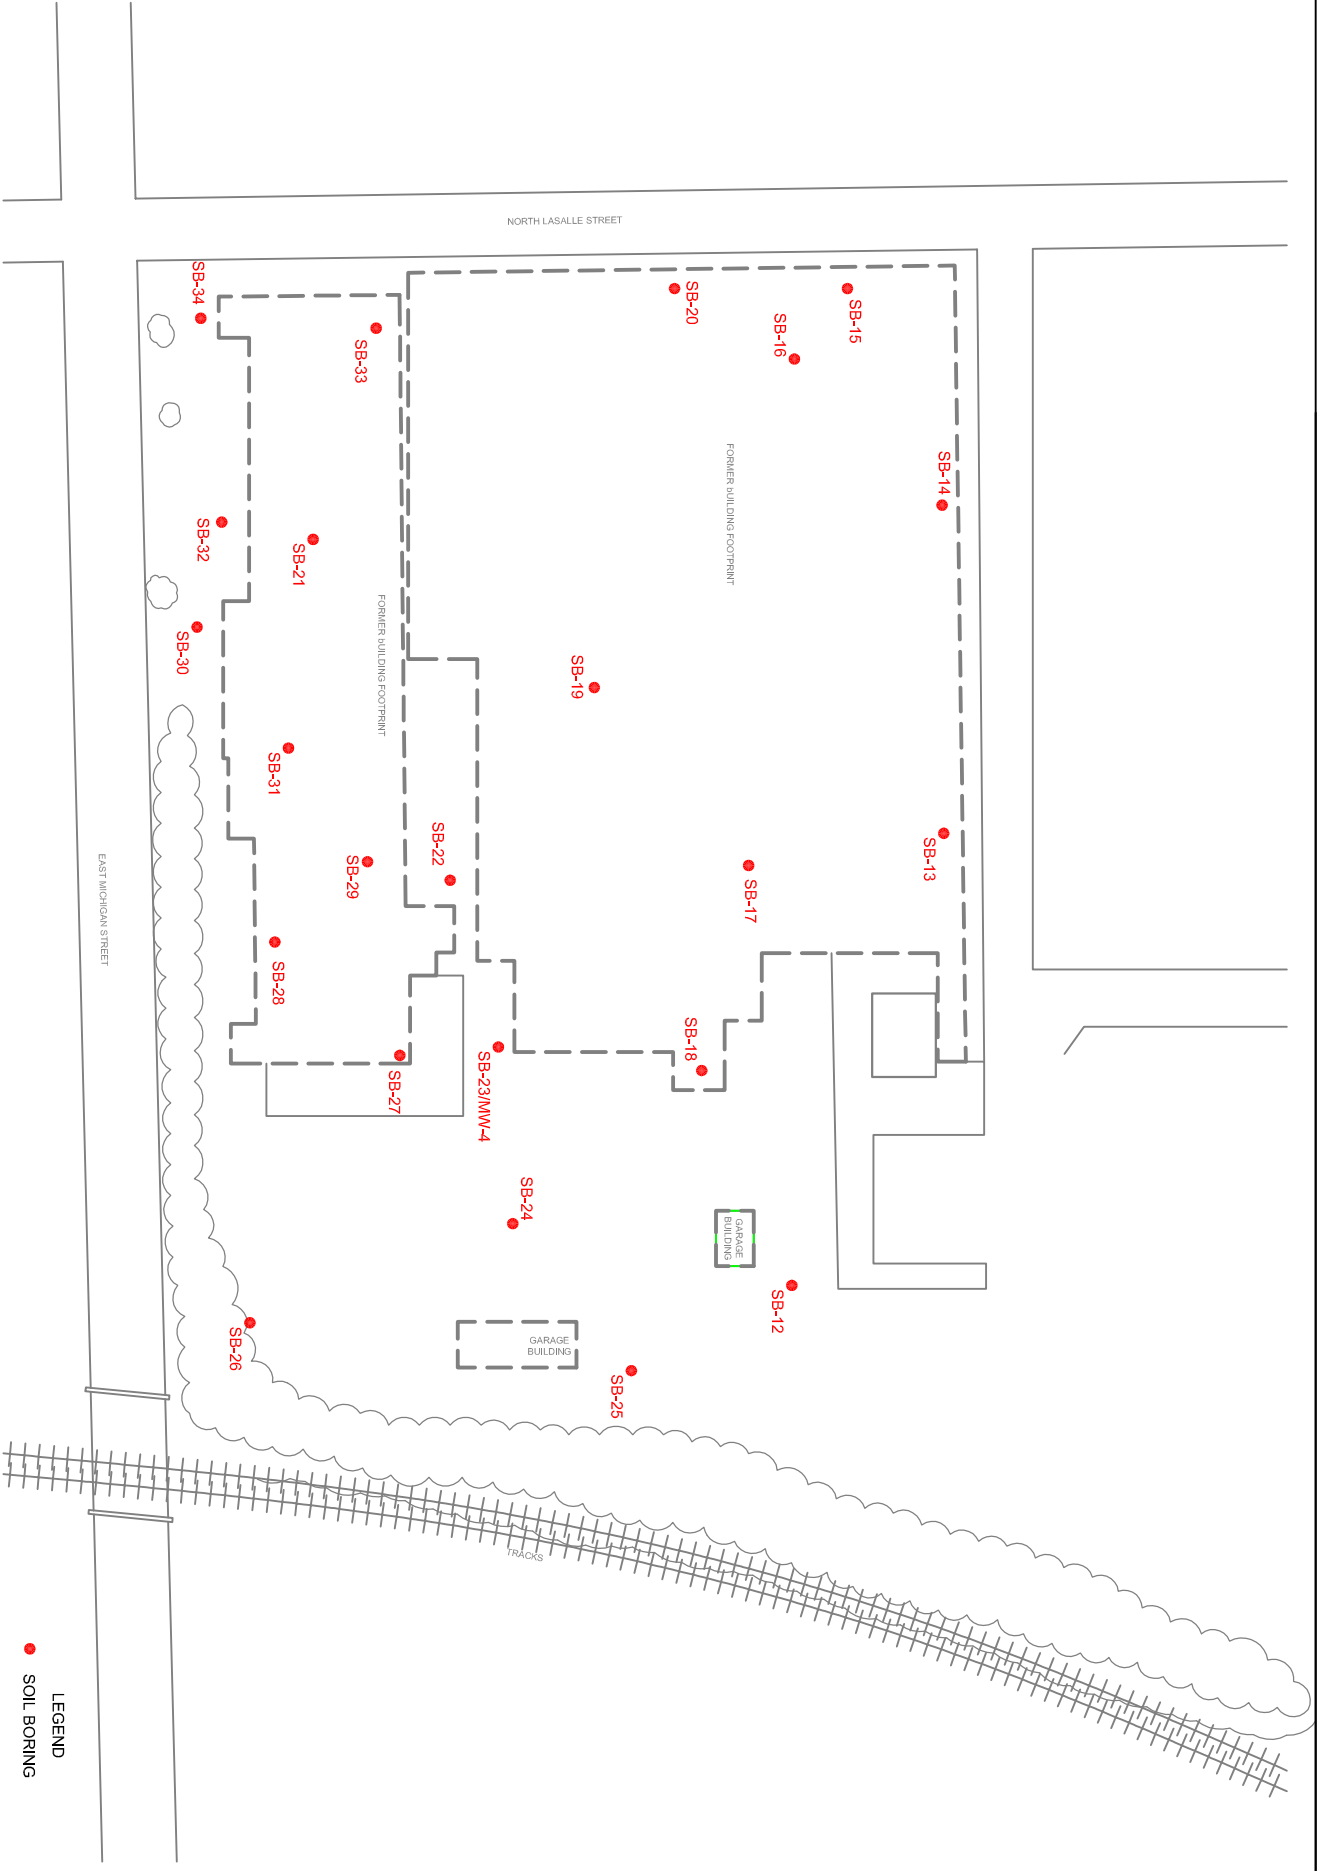 NORTH LASALLE STREET
SB-34
SB-33
SB-20
SB-16
SB-15
SB-14
FORMER bUILDING FOOTPRINT
SB-32
SB-21
FORMER bUILDING FOOTPRINT
SB-30
SB-19
SB-31
SB-22
SB-29
SB-17
SB-13
EAST MICHIGAN STREET
SB-28
SB-27
SB-23/MW-4
SB-18
SB-24
GARAGE
BUILDING
SB-12
SB-26
GARAGE
BUILDING
SB-25
TRACKS
LEGEND
SOIL BORING